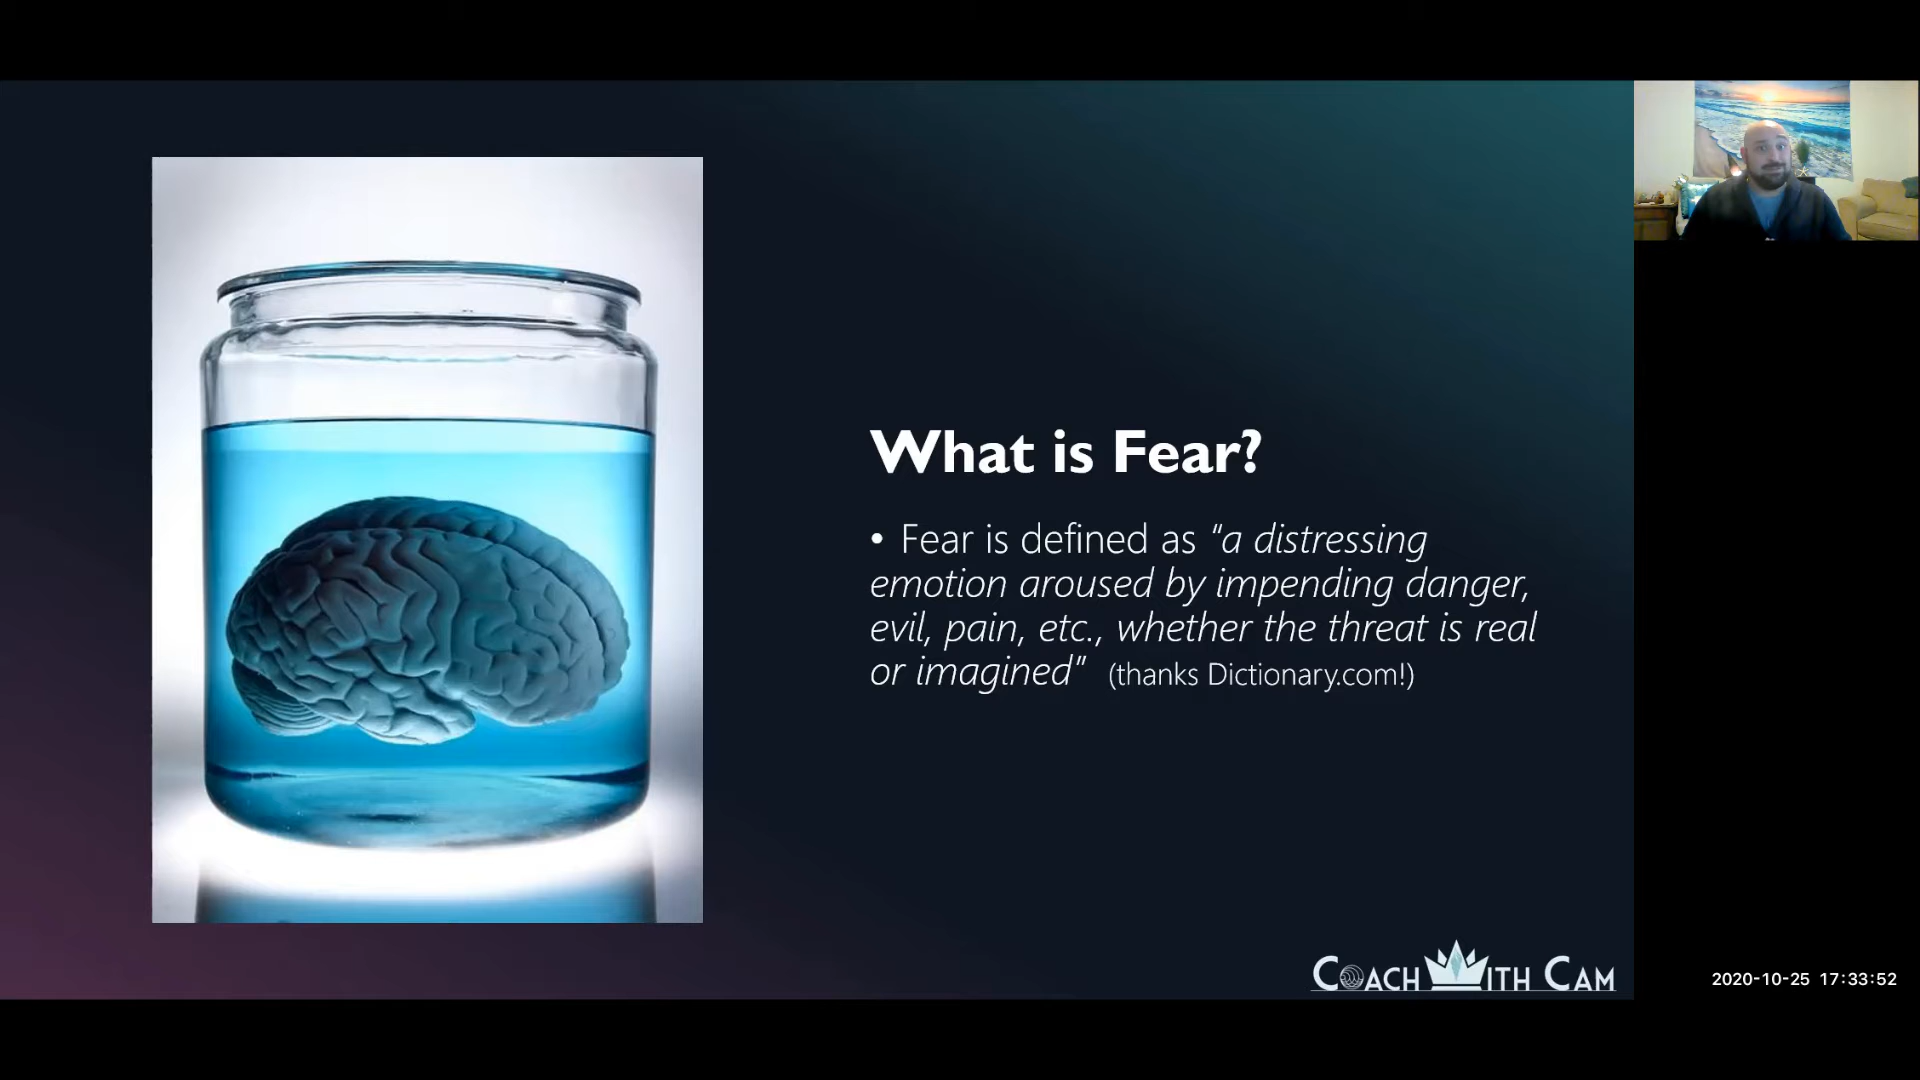 What is Fear?
• Fear is defined as "a distressing
emotion aroused by impending danger,
evil, pain, etc., whether the threat is real
or imagined" (thanks Dictionary.com!)
COACH WITH CAM
2020-10-25 17:33:52